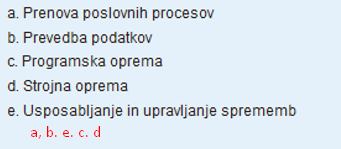 a. Prenova poslovnih procesov
b. Prevedba podatkov
c. Programska oprema
d. Strojna oprema
e. Usposabljanje in upravljanje sprememb
a, b. e. c. d